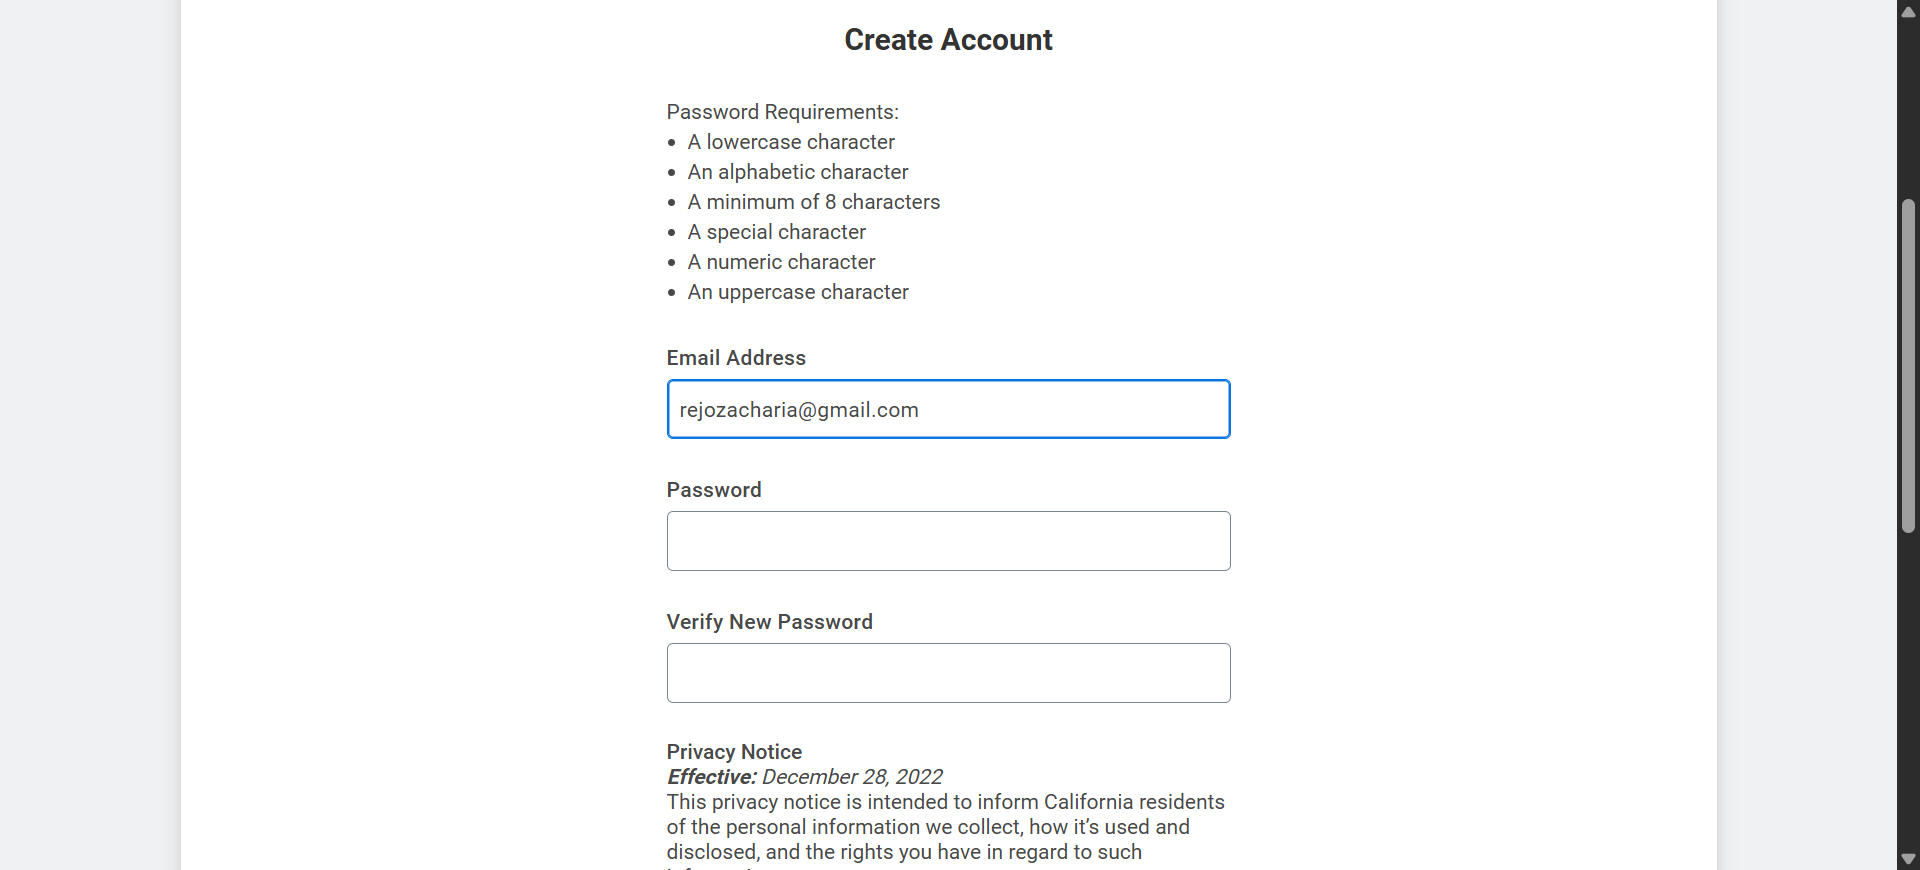 Create Account
Password Requirements:
• A lowercase character
• An alphabetic character
• A minimum of 8 characters
• A special character
• A numeric character
• An uppercase character
Email Address
rejozacharia@gmail.com
Password
Verify New Password
Privacy Notice
Effective: December 28, 2022
This privacy notice is intended to inform California residents
of the personal information we collect, how it’s used and
disclosed, and the rights you have in regard to such